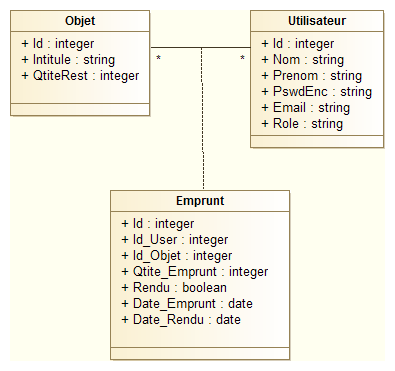 Objet
+ Id : integer
+ Intitule : string
+ QtiteRest : integer
Utilisateur
+ Id : integer
+ Nom : string
+ Prenom : string
+ PswdEnc : string
+ Email : string
+ Role : string
*
*
Emprunt
+ Id : integer
+ Id_User : integer
+ Id_Objet : integer
+ Qtite_Emprunt : integer
+ Rendu : boolean
+ Date_Emprunt : date
+ Date_Rendu : date